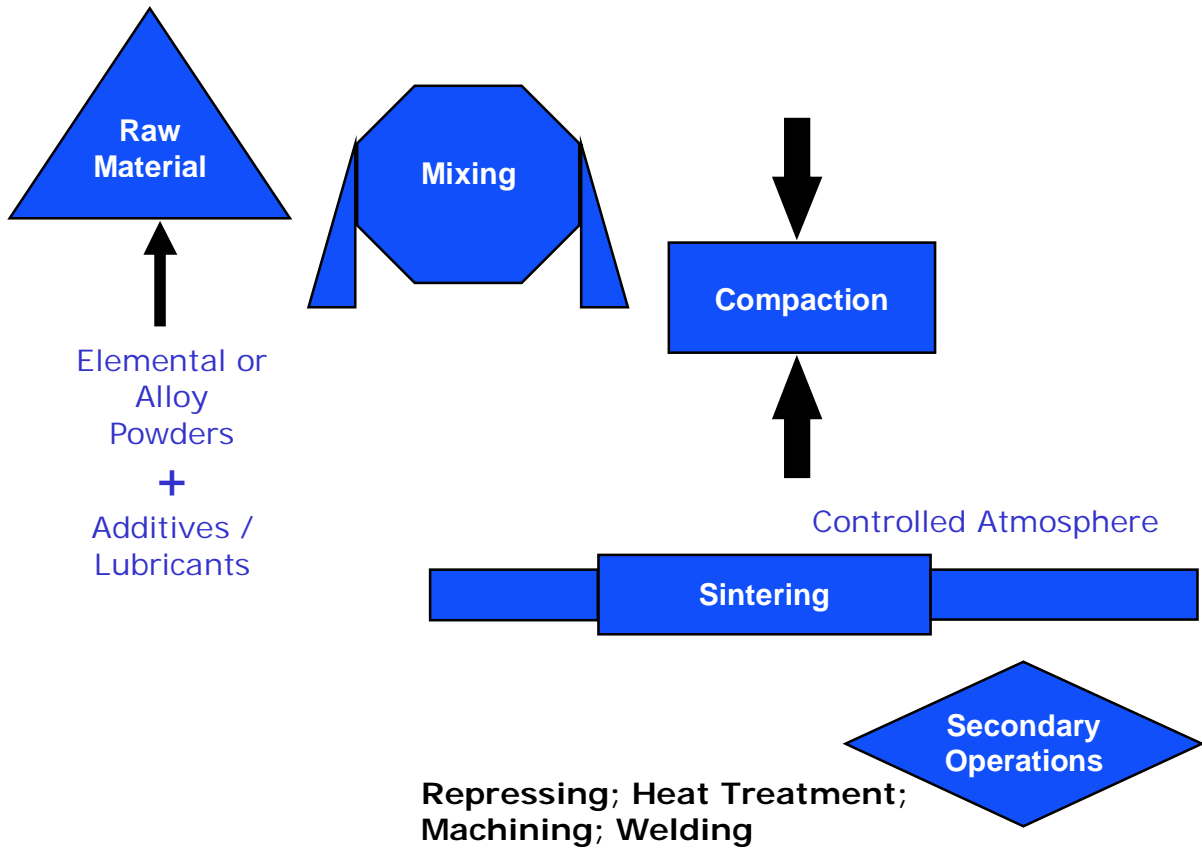 Raw
Material
Mixing
Compaction
Elemental or
Alloy
Powders
+
Additives /
Lubricants
Controlled Atmosphere
Sintering
Secondary
Operations
Repressing; Heat Treatment;
Machining; Welding